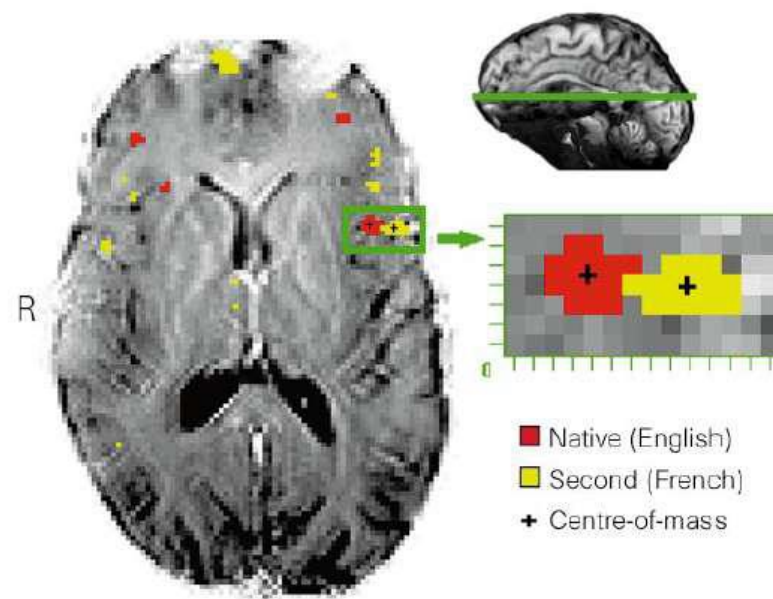 R
Native (English)
Second (French)
+ Centre-of-mass